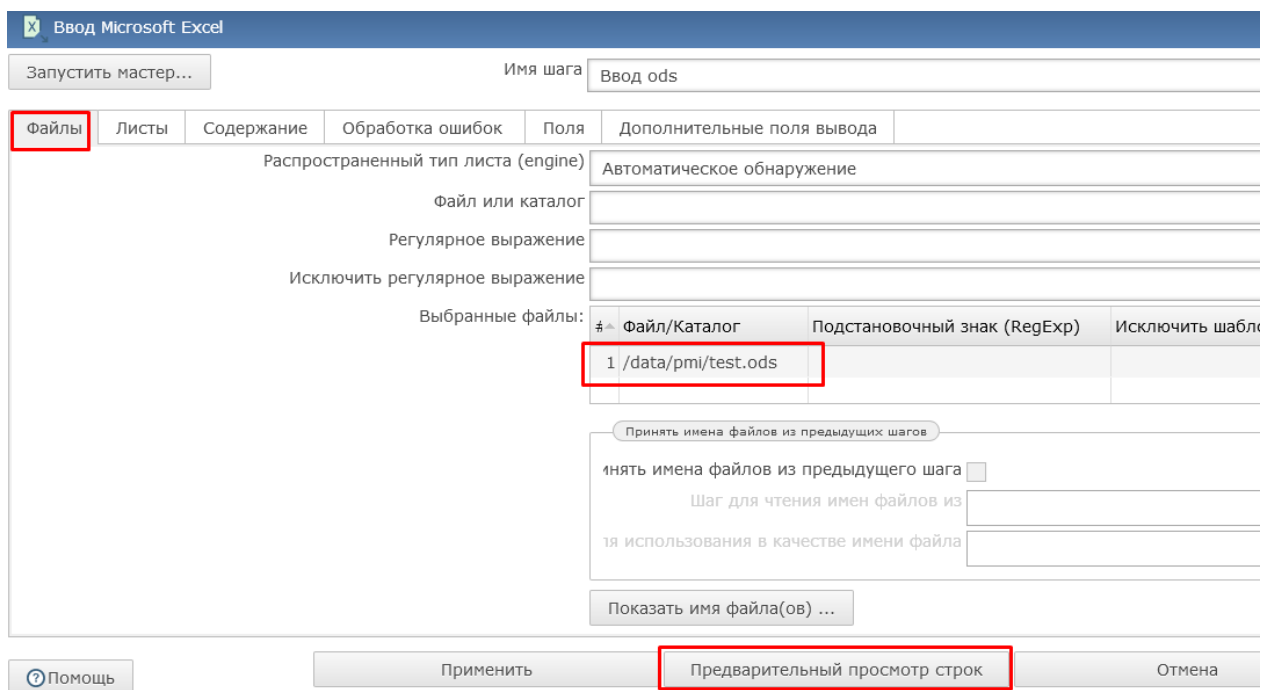 Ввод Microsoft Excel
Запустить мастер...
Имя шага
Ввод ods
Файлы
Листы
Содержание
Обработка ошибок
Поля
Дополнительные поля вывода
Распространенный тип листа (engine)
Автоматическое обнаружение
Файл или каталог
Регулярное выражение
Исключить регулярное выражение
Выбранные файлы:
# Файл/Каталог Подстановочный знак (RegExp) Исключить шабло
1 /data/pmi/test.ods
Принять имена файлов из предыдущих шагов
инять имена файлов из предыдущего шага
Шаг для чтения имен файлов из
ля использования в качестве имени файла
Показать имя файла(ов) ...
Помощь
Применить
Предварительный просмотр строк
Отмена